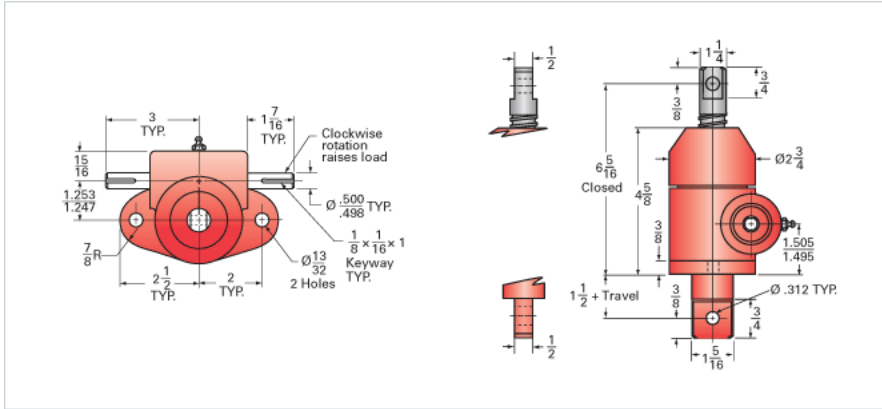 3
TYP.
1 7/16
TYP.
Clockwise
rotation
raises load
15/16
1.253
1.247
Ø .500
.498 TYP.
7/8 R
2 1/2
TYP.
2
TYP.
Ø 13/32
2 Holes
1/8 x 1/16 x 1
Keyway
TYP.
1/2
1/2
1 1/4
3/4
3/8
6 5/16
Closed
4 5/8
Ø2 3/4
3/8
1.505
1.495
1 1/2 + Travel
3/8
Ø .312 TYP.
3/4
1 5/16